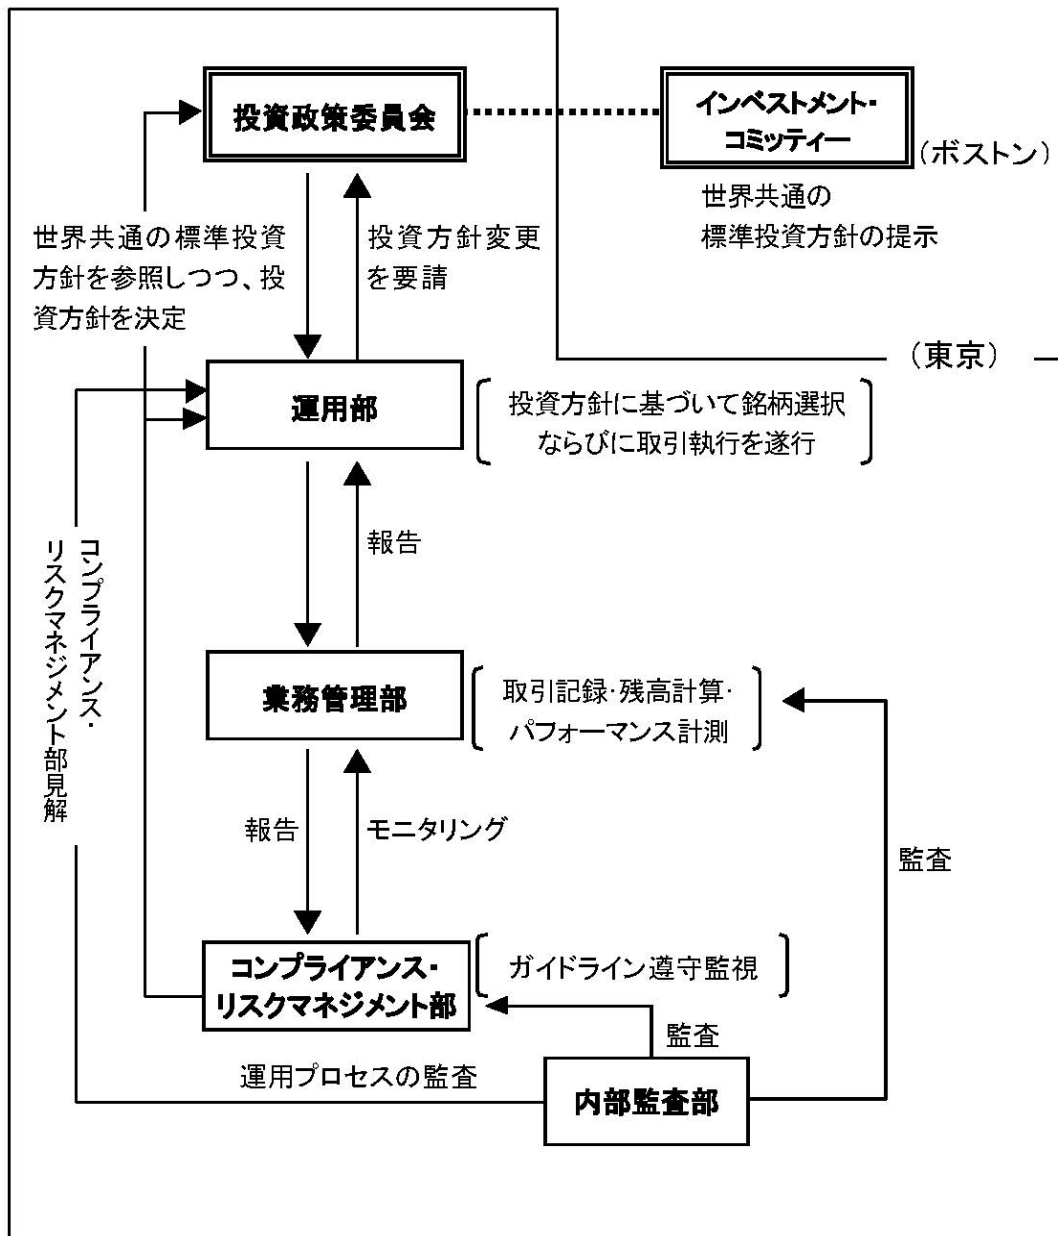 投資政策委員会
インベストメント・
コミッティー
（ボストン）
世界共通の
標準投資方針の提示
世界共通の標準投資
方針を参照しつつ、投
資方針を決定
投資方針変更
を要請
（東京）
運用部
投資方針に基づいて銘柄選択
ならびに取引執行を遂行
報告
コンプライアンス・
リスクマネジメント部見解
業務管理部
取引記録・残高計算・
パフォーマンス計測
報告
モニタリング
監査
コンプライアンス・
リスクマネジメント部
ガイドライン遵守監視
監査
運用プロセスの監査
内部監査部